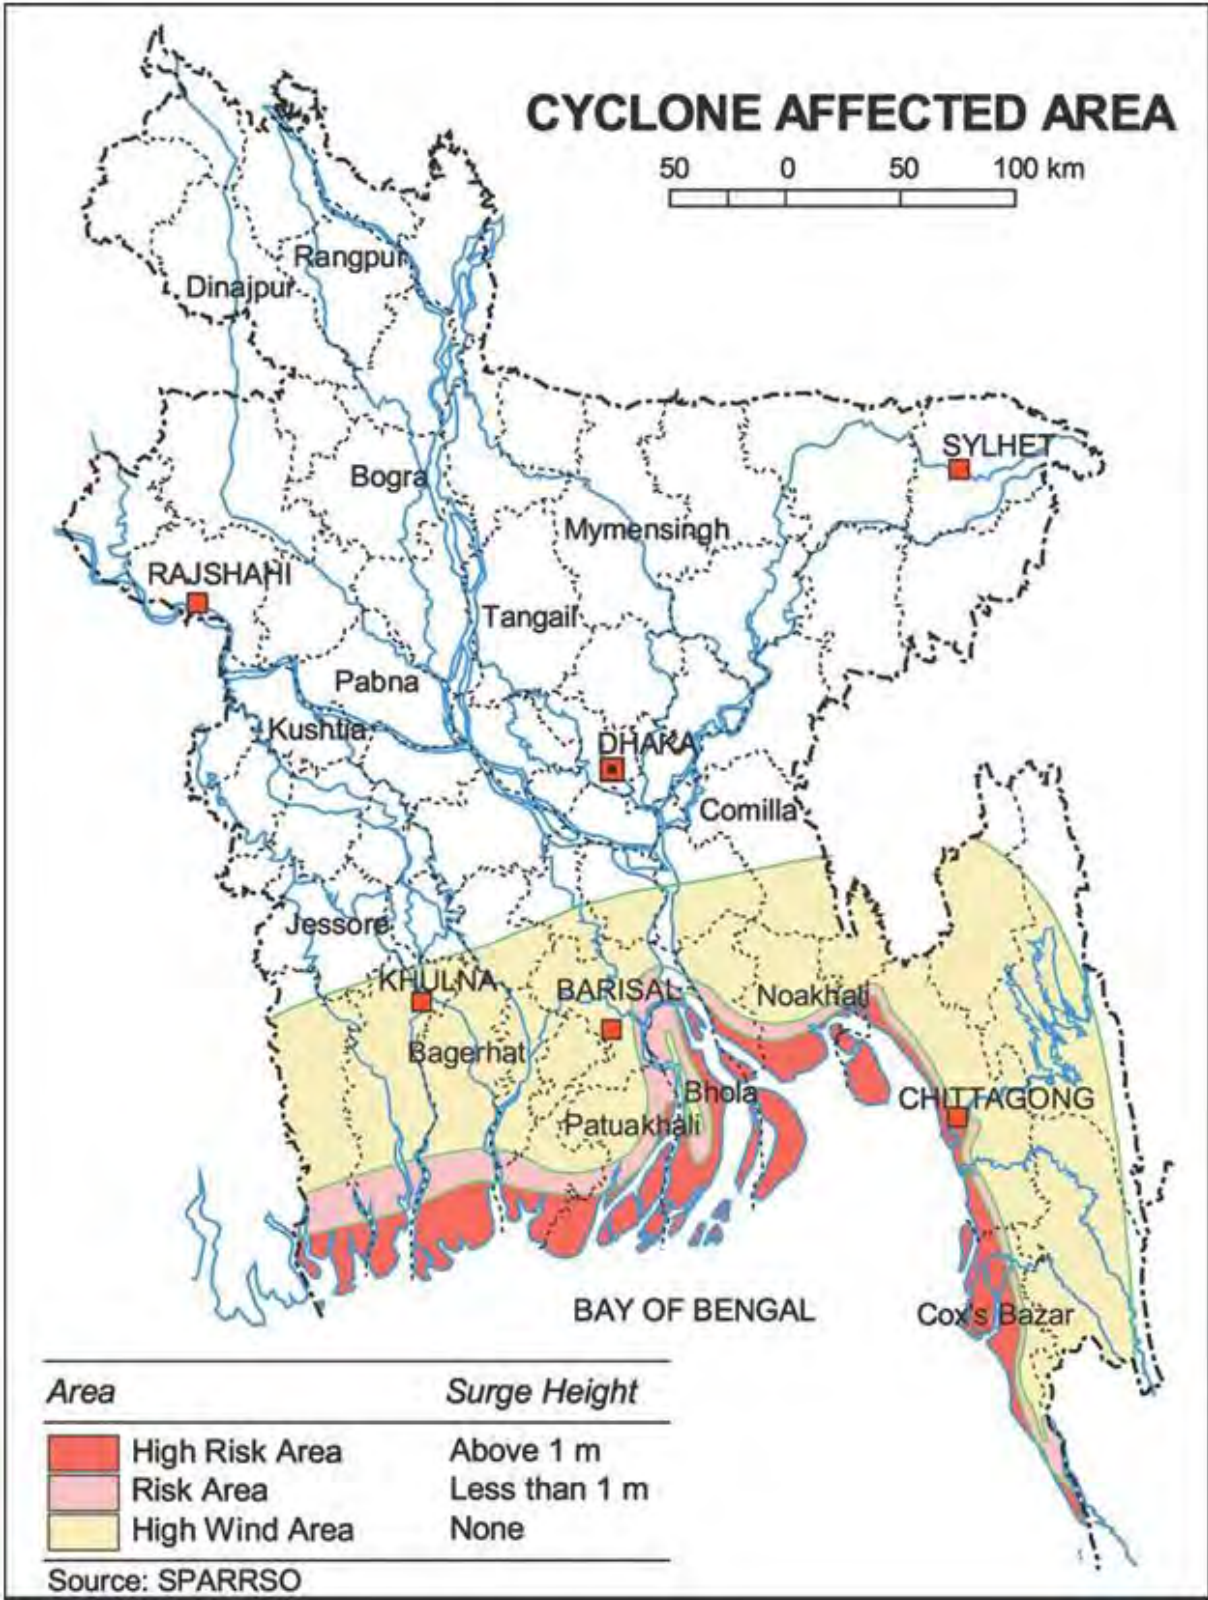 CYCLONE AFFECTED AREA
50 0 50 100 km
Rangpur
Dinajpur
SYLHET
Bogra
Mymensingh
RAJSHAHI
Tangail
Pabna
Kushtia
DHAKA
Comilla
Jessore
KHULNA
BARISAL
Noakhali
Bagerhat
Bhola
CHITTAGONG
Patuakhali
BAY OF BENGAL
Cox's Bazar
Area Surge Height
High Risk Area Above 1 m
Risk Area Less than 1 m
High Wind Area None
Source: SPARRSO